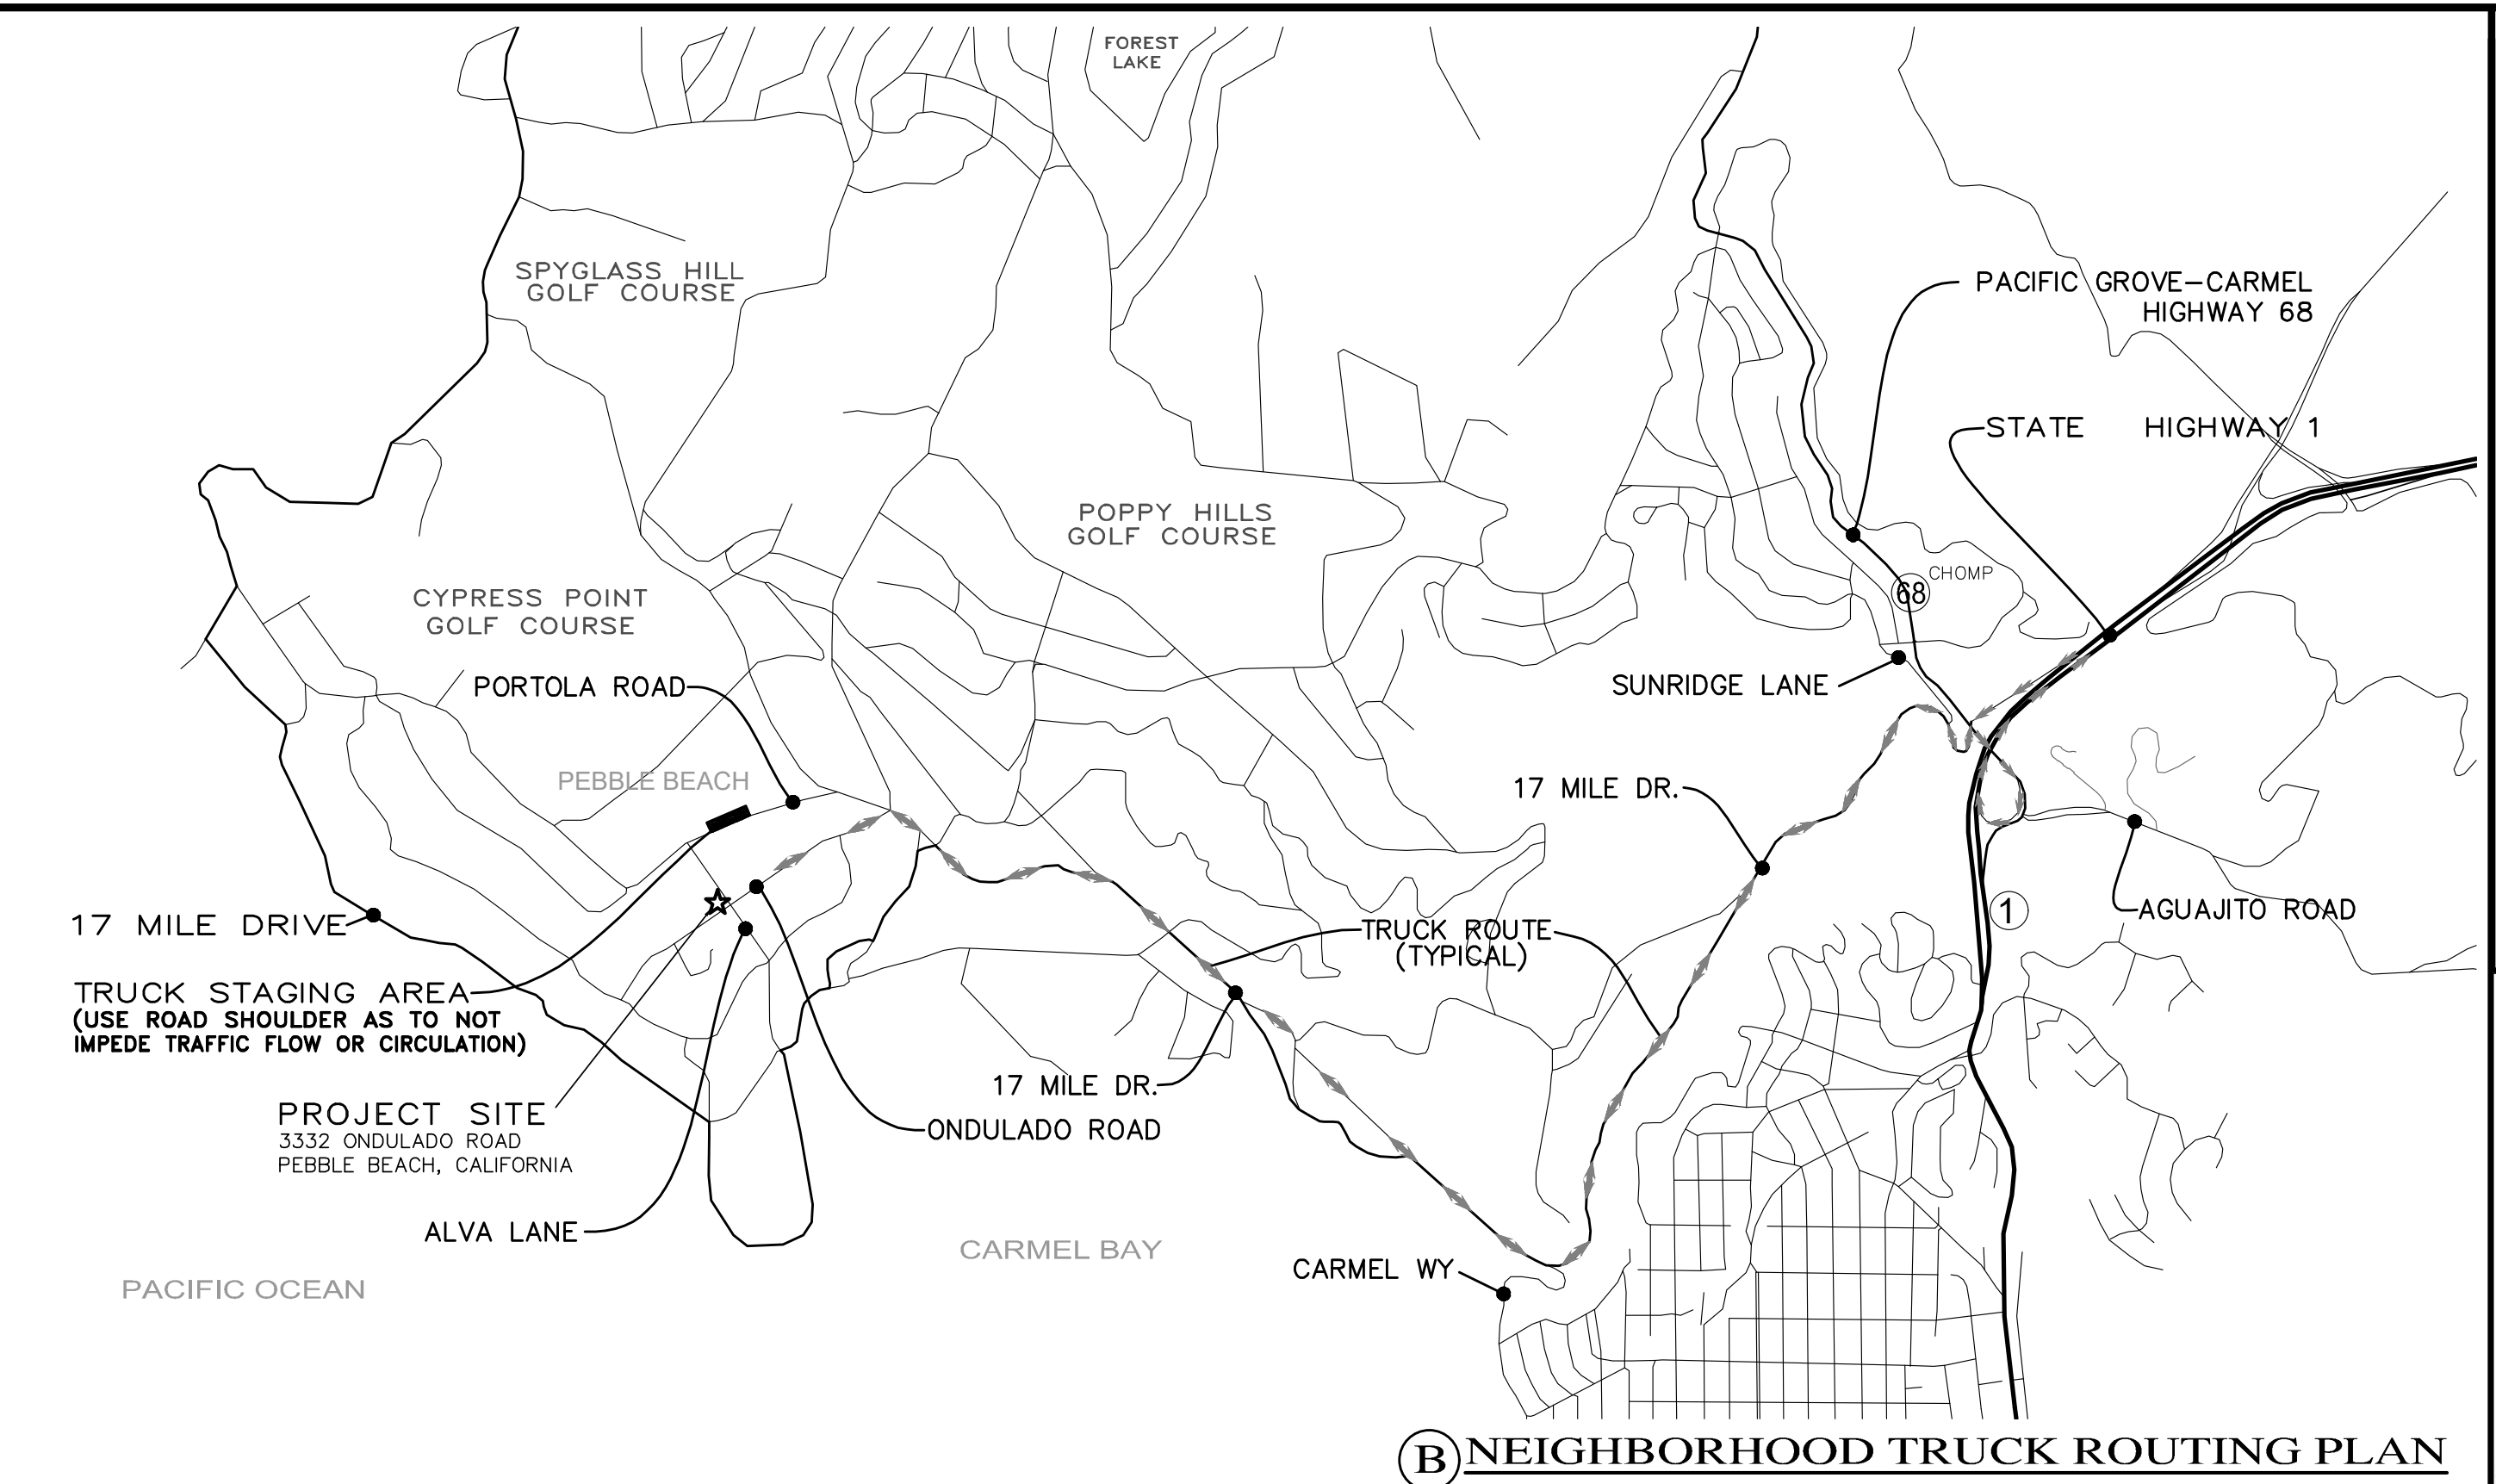 FOREST
LAKE
SPYGLASS HILL
GOLF COURSE
PACIFIC GROVE-CARMEL
HIGHWAY 68
STATE HIGHWAY 1
POPPY HILLS
GOLF COURSE
CHOMP
68
CYPRESS POINT
GOLF COURSE
PORTOLA ROAD
SUNRIDGE LANE
PEBBLE BEACH
17 MILE DR.
17 MILE DRIVE
1
AGUAJITO ROAD
TRUCK ROUTE
(TYPICAL)
TRUCK STAGING AREA
(USE ROAD SHOULDER AS TO NOT
IMPEDE TRAFFIC FLOW OR CIRCULATION)
17 MILE DR.
PROJECT SITE
3332 ONDULADO ROAD
PEBBLE BEACH, CALIFORNIA
ONDULADO ROAD
ALVA LANE
CARMEL BAY
CARMEL WY
PACIFIC OCEAN
B NEIGHBORHOOD TRUCK ROUTING PLAN